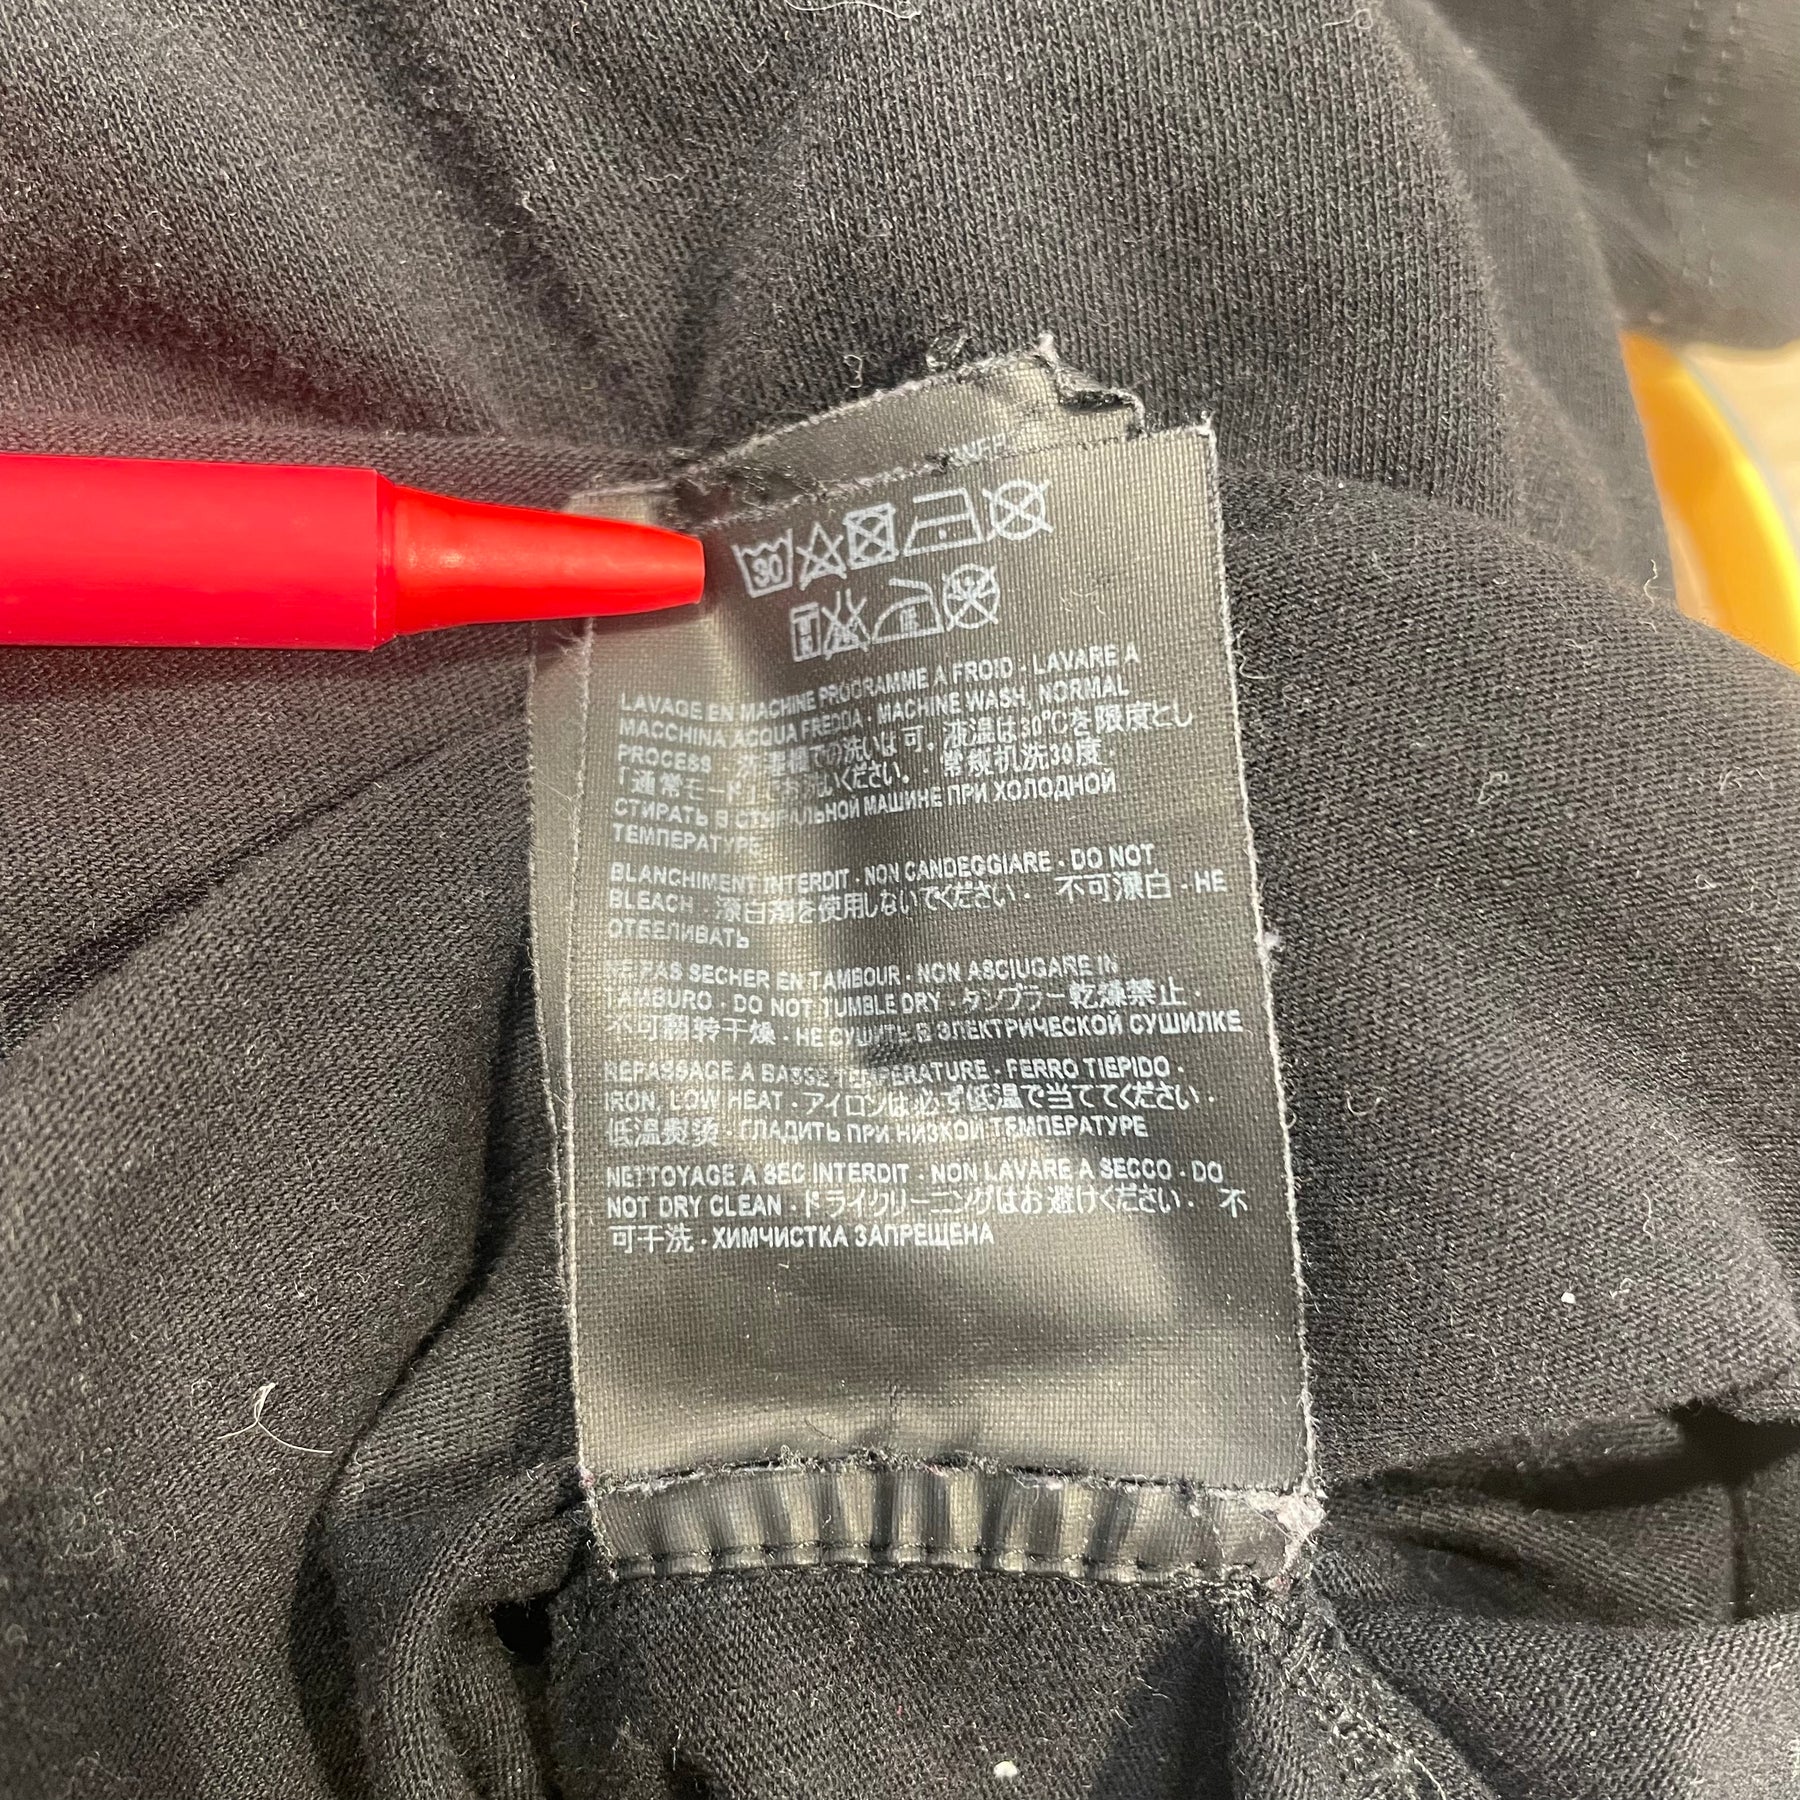 30
LAVAGE EN MACHINE PROGRAMME A FROID · LAVARE A
MACCHINA ACQUA FREDDA · MACHINE WASH, NORMAL
PROCESS · 洗濯機での洗いは可。液温は30℃を限度とし
「通常モード」でお洗いください。· 常规机洗30度 ·
СТИРАТЬ В СТИРАЛЬНОЙ МАШИНЕ ПРИ ХОЛОДНОЙ
ТЕМПЕРАТУРЕ
BLANCHIMENT INTERDIT · NON CANDEGGIARE · DO NOT
BLEACH · 漂白剤を使用しないでください · 不可漂白 · НЕ
ОТБЕЛИВАТЬ
NE PAS SECHER EN TAMBOUR · NON ASCIUGARE IN
TAMBURO · DO NOT TUMBLE DRY · タンブラー乾燥禁止 ·
不可翻转干燥 · НЕ СУШИТЬ В ЭЛЕКТРИЧЕСКОЙ СУШИЛКЕ
REPASSAGE A BASSE TEMPERATURE · FERRO TIEPIDO ·
IRON, LOW HEAT · アイロンは必ず低温で当ててください ·
低温熨烫 · ГЛАДИТЬ ПРИ НИЗКОЙ ТЕМПЕРАТУРЕ
NETTOYAGE A SEC INTERDIT · NON LAVARE A SECCO · DO
NOT DRY CLEAN · ドライクリーニングはお避けください · 不
可干洗 · ХИМЧИСТКА ЗАПРЕЩЕНА